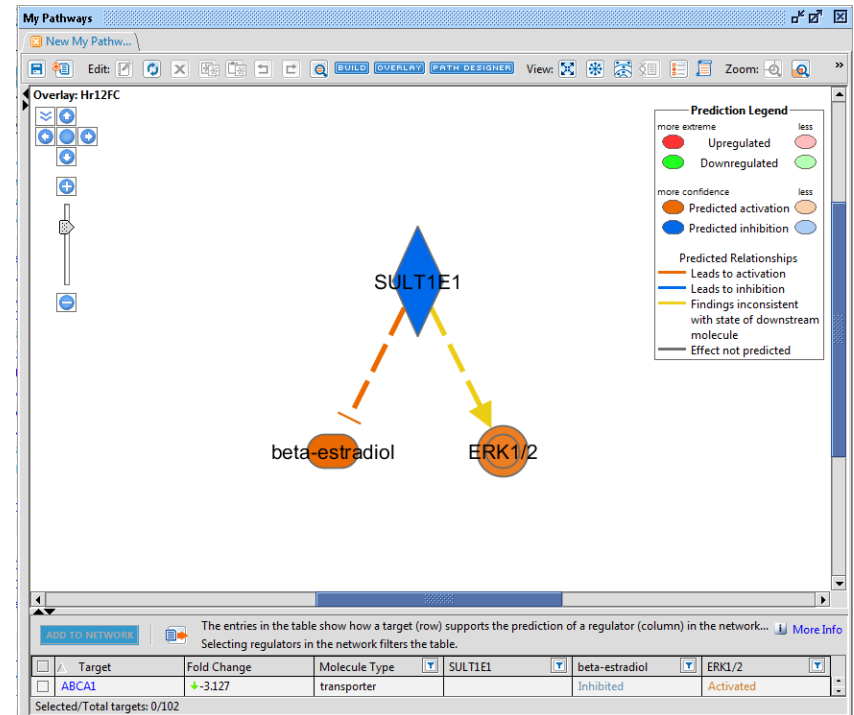 My Pathways
New My Pathw...
Edit: BUILD OVERLAY PATH DESIGNER View: Zoom: »
Overlay: Hr12FC
Prediction Legend
more extreme less
Upregulated
Downregulated
more confidence less
Predicted activation
Predicted inhibition
Predicted Relationships
Leads to activation
Leads to inhibition
Findings inconsistent
with state of downstream
molecule
Effect not predicted
SULT1E1
beta-estradiol
ERK1/2
ADD TO NETWORK
The entries in the table show how a target (row) supports the prediction of a regulator (column) in the network... More Info
Selecting regulators in the network filters the table.
Target Fold Change Molecule Type SULT1E1 beta-estradiol ERK1/2
ABCA1 -3.127 transporter Inhibited Activated
Selected/Total targets: 0/102